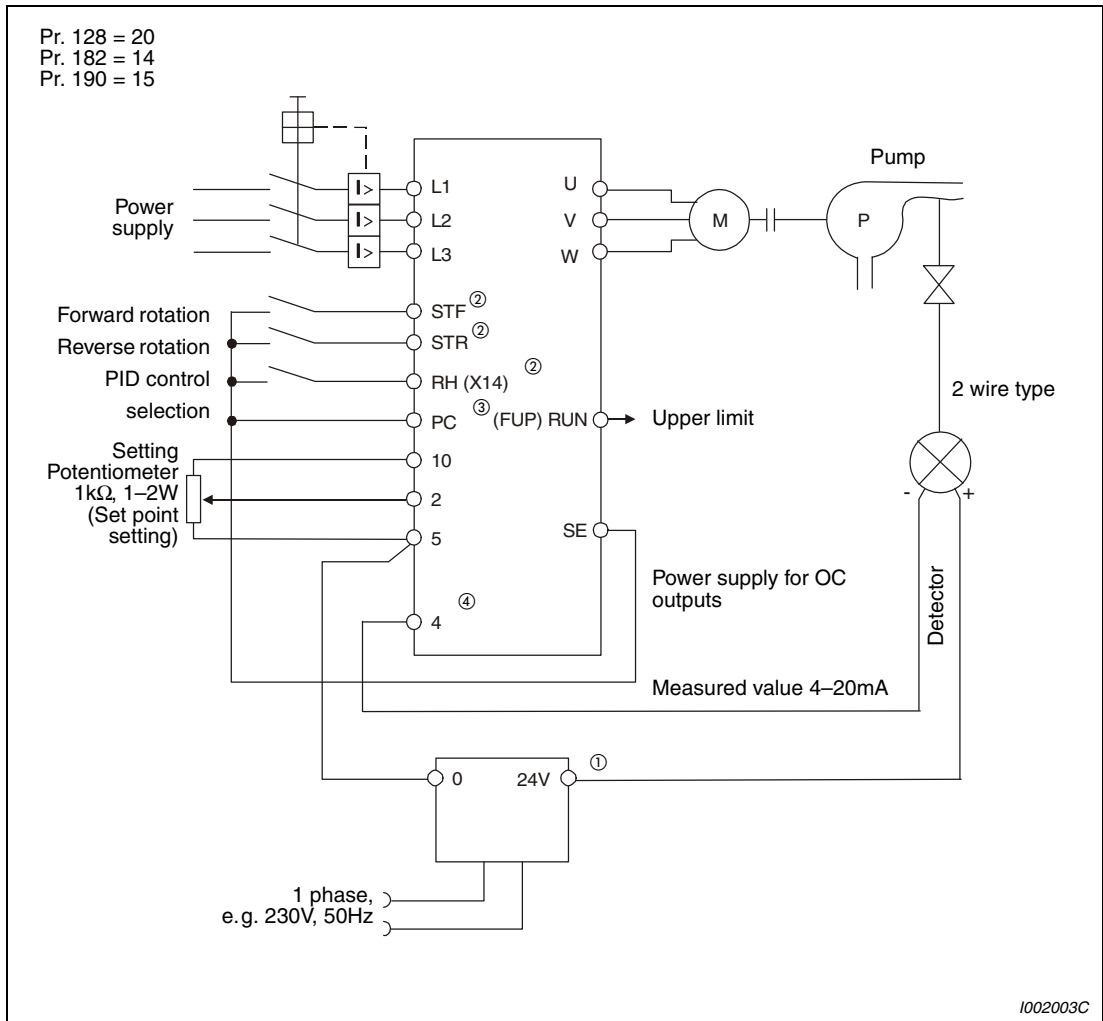 Pr. 128 = 20
Pr. 182 = 14
Pr. 190 = 15
Pump
Power
supply
I>
I>
I>
L1
L2
L3
U
V
W
M
P
Forward rotation
Reverse rotation
PID control
selection
STF ②
STR ②
RH (X14) ②
PC ③ (FUP) RUN
Upper limit
2 wire type
Setting
Potentiometer
1kΩ, 1–2W
(Set point
setting)
10
2
5
SE
- +
Power supply for OC
outputs
Detector
4 ④
Measured value 4–20mA
0
24V ①
1 phase,
e.g. 230V, 50Hz
I002003C